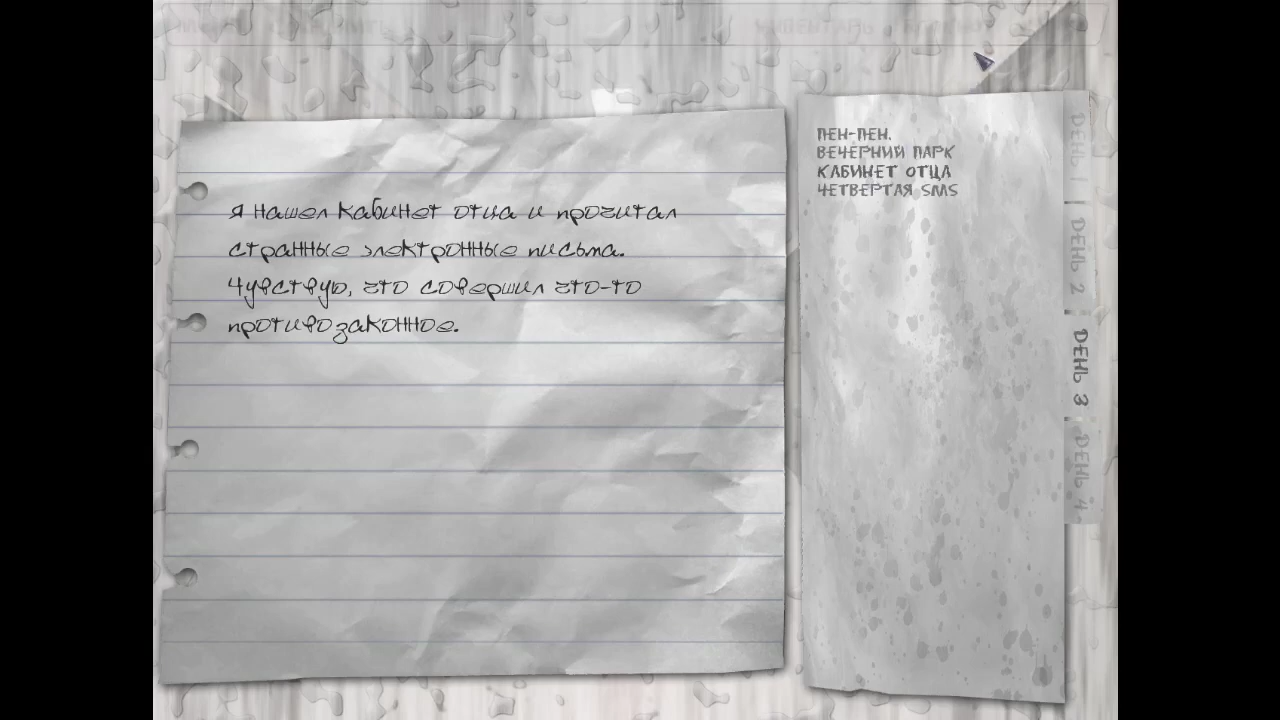 Я нашел кабинет отца и прочитал
странные электронные письма.
Чувствую, что совершил что-то
противозаконное.
ПЕН-ПЕН.
ВЕЧЕРНИЙ ПАРК
КАБИНЕТ ОТЦА
ЧЕТВЕРТАЯ SMS
ДЕНЬ 1
ДЕНЬ 2
ДЕНЬ 3
ДЕНЬ 4